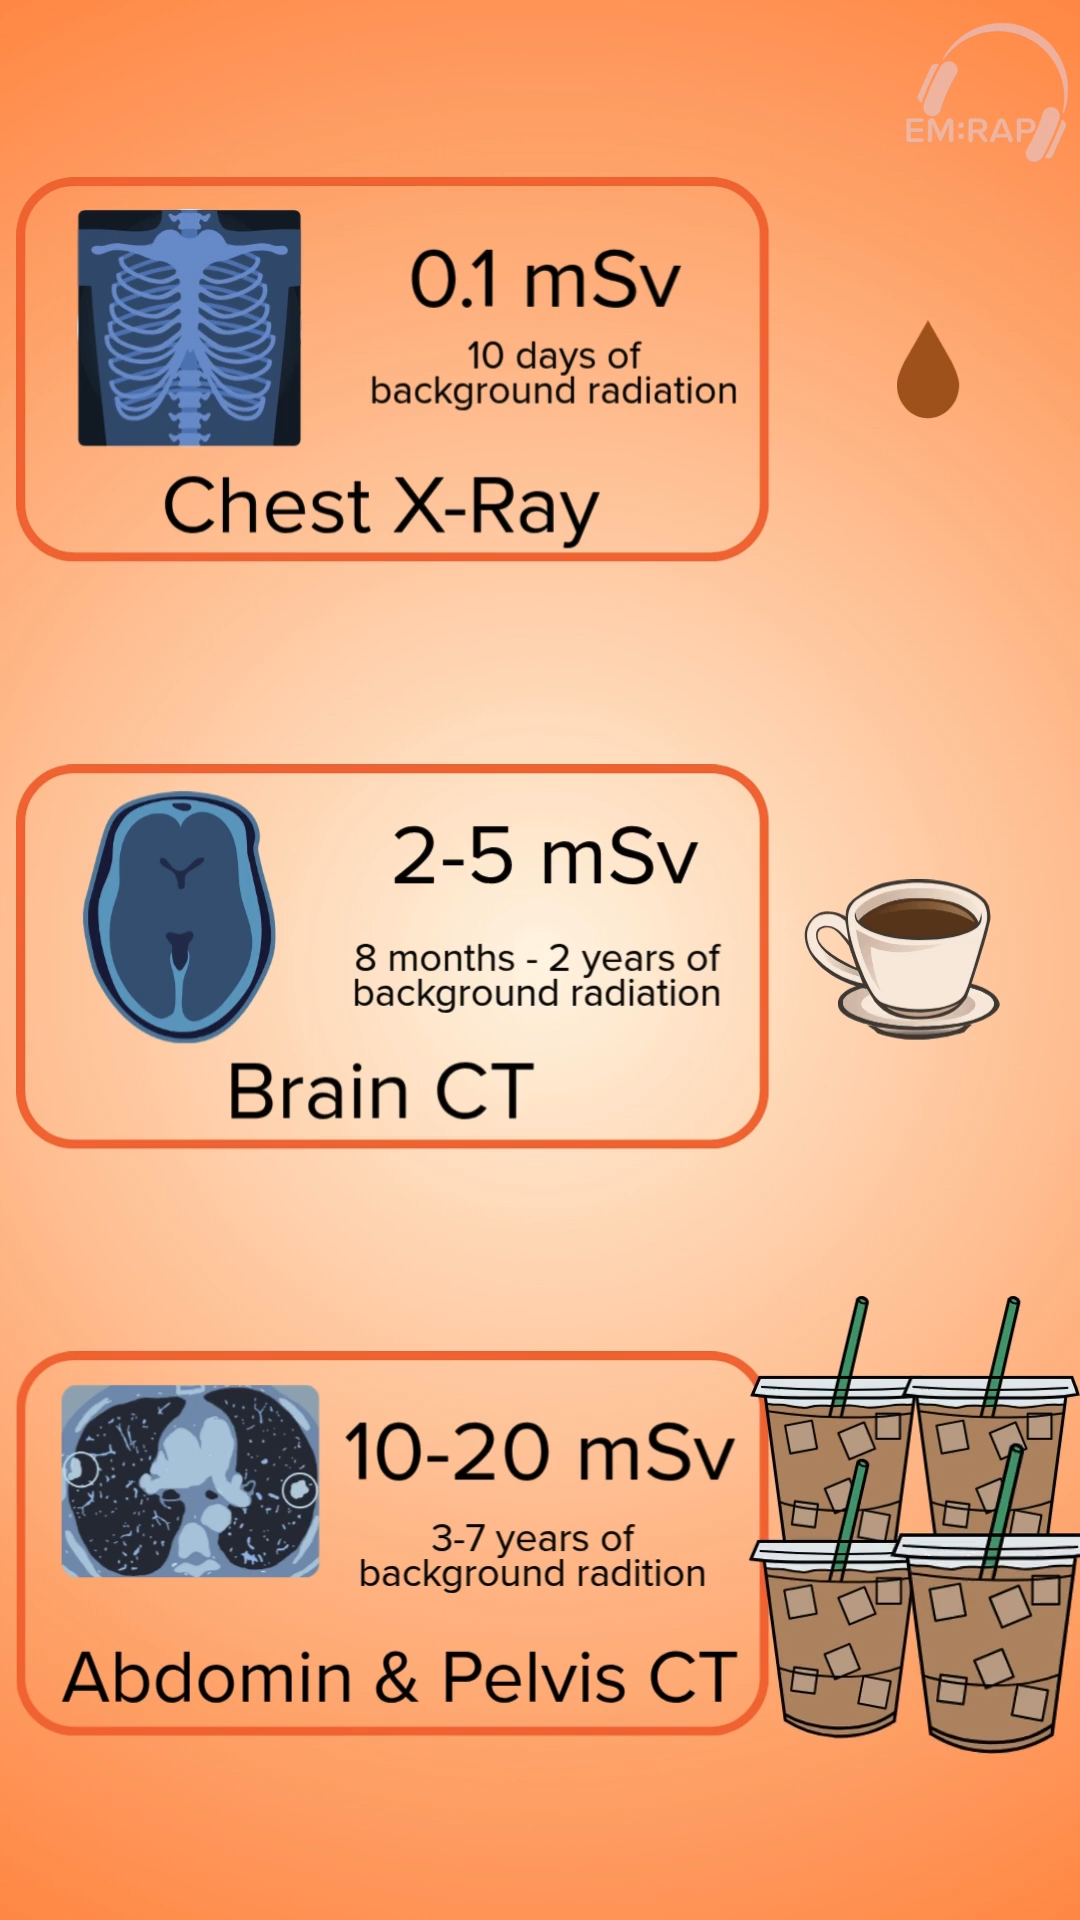 EM:RAP
0.1 mSv
10 days of
background radiation
Chest X-Ray
2-5 mSv
8 months - 2 years of
background radiation
Brain CT
10-20 mSv
3-7 years of
background radition
Abdomin & Pelvis CT